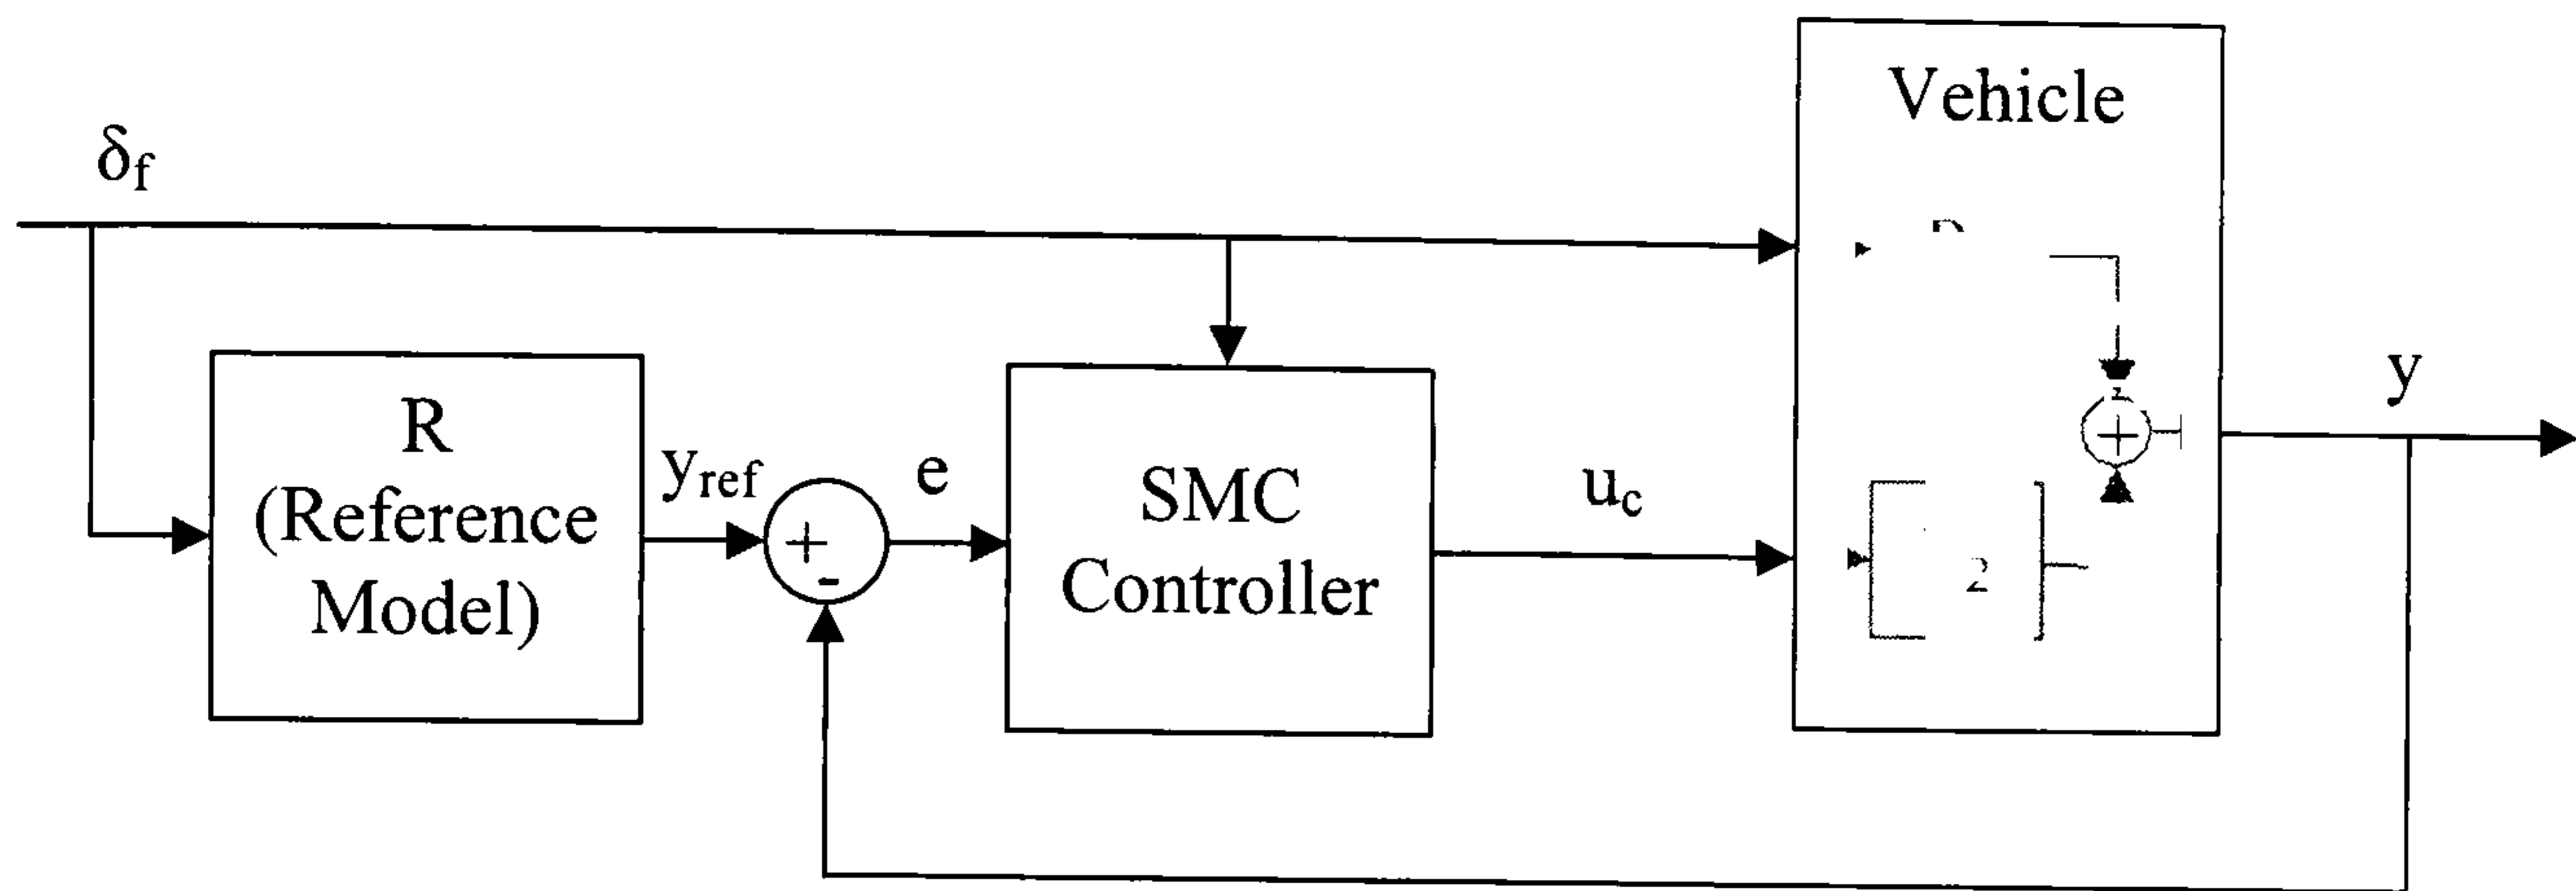 Vehicle
δf
R
(Reference
Model)
yref
+
-
e
SMC
Controller
uc
+
2
y